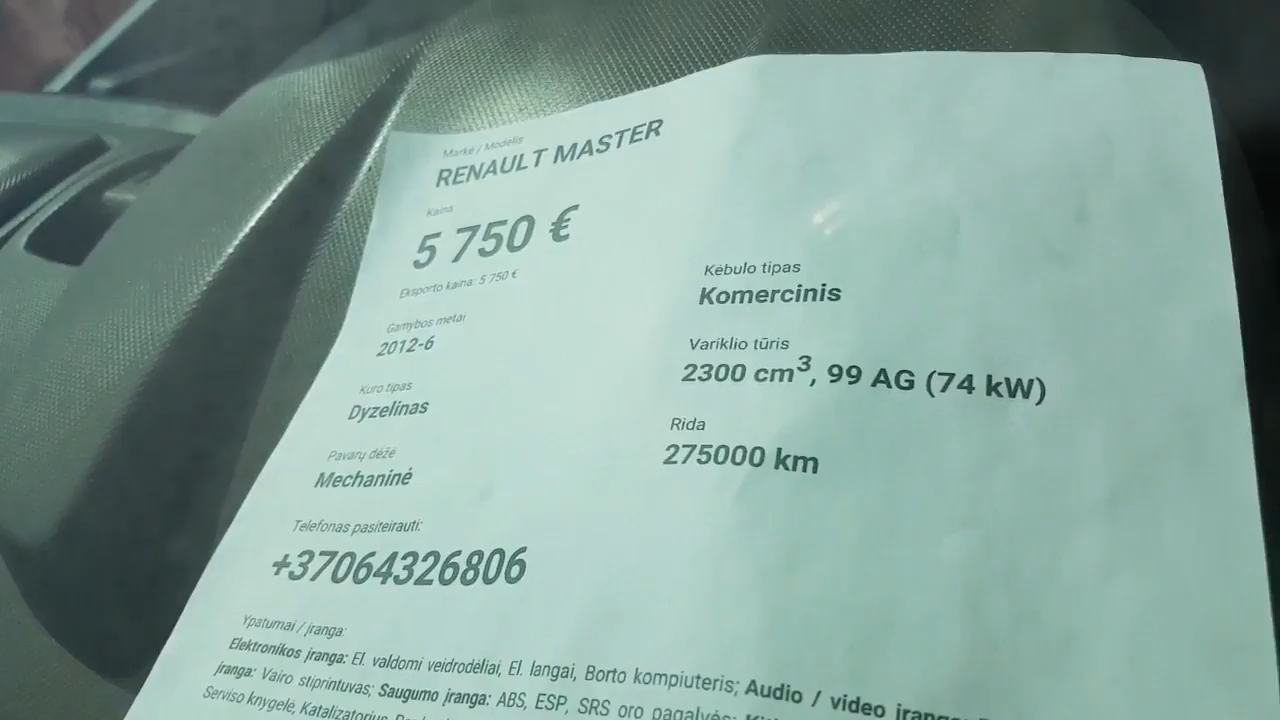 Markė / Modelis
RENAULT MASTER
Kaina
5 750 €
Eksporto kaina: 5 750 €
Gamybos metai
2012-6
Kuro tipas
Dyzelinas
Pavarų dėžė
Mechaninė
Telefonas pasiteirauti:
+37064326806
Kėbulo tipas
Komercinis
Variklio tūris
2300 cm³, 99 AG (74 kW)
Rida
275000 km
Ypatumai / įranga:
Elektronikos įranga: El. valdomi veidrodėliai, El. langai, Borto kompiuteris; Audio / video įranga:
įranga: Vairo stiprintuvas; Saugumo įranga: ABS, ESP, SRS oro pagalvės;
Serviso knygelė, Katalizatorius,